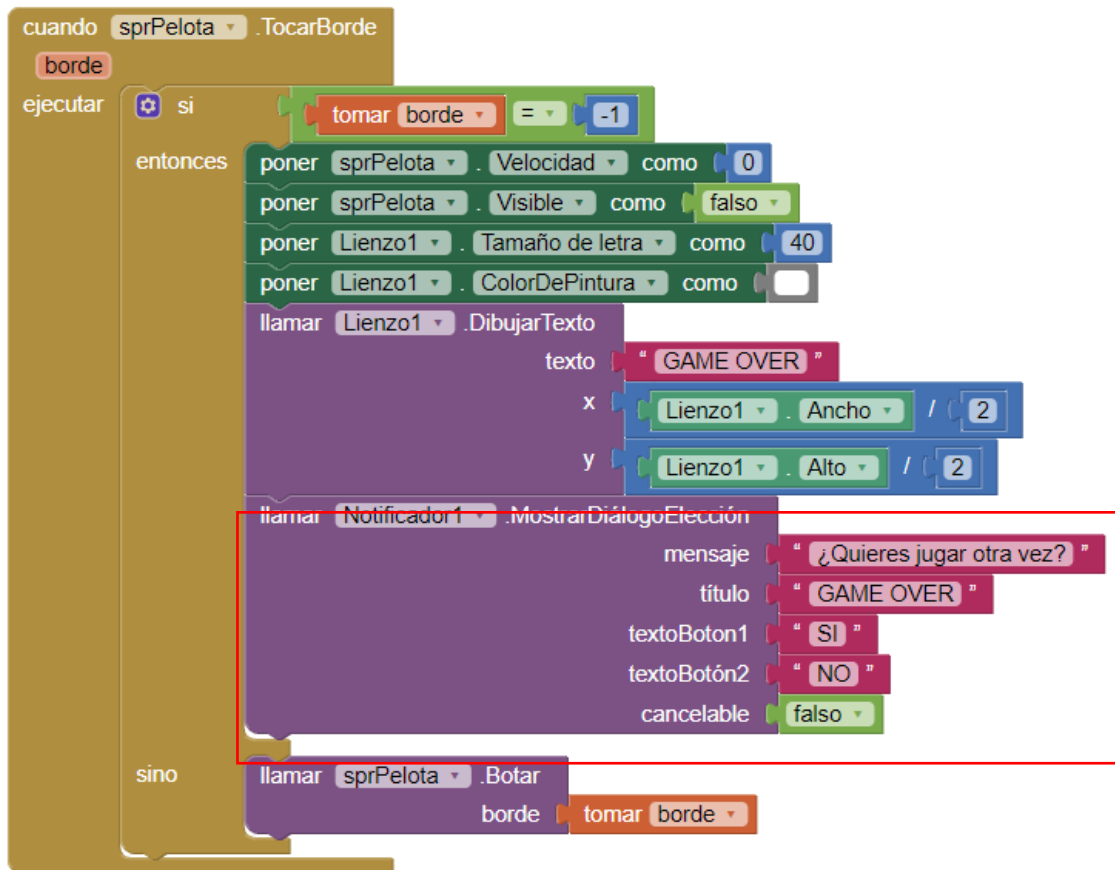 cuando sprPelota .TocarBorde
borde
ejecutar si tomar borde = -1
entonces poner sprPelota . Velocidad como 0
poner sprPelota . Visible como falso
poner Lienzo1 . Tamaño de letra como 40
poner Lienzo1 . ColorDePintura como
llamar Lienzo1 .DibujarTexto
texto “ GAME OVER ”
x Lienzo1 . Ancho / 2
y Lienzo1 . Alto / 2
llamar Notificador1 .MostrarDiálogoElección
mensaje “ ¿Quieres jugar otra vez? ”
título “ GAME OVER ”
textoBoton1 “ SI ”
textoBotón2 “ NO ”
cancelable falso
sino llamar sprPelota .Botar
borde tomar borde